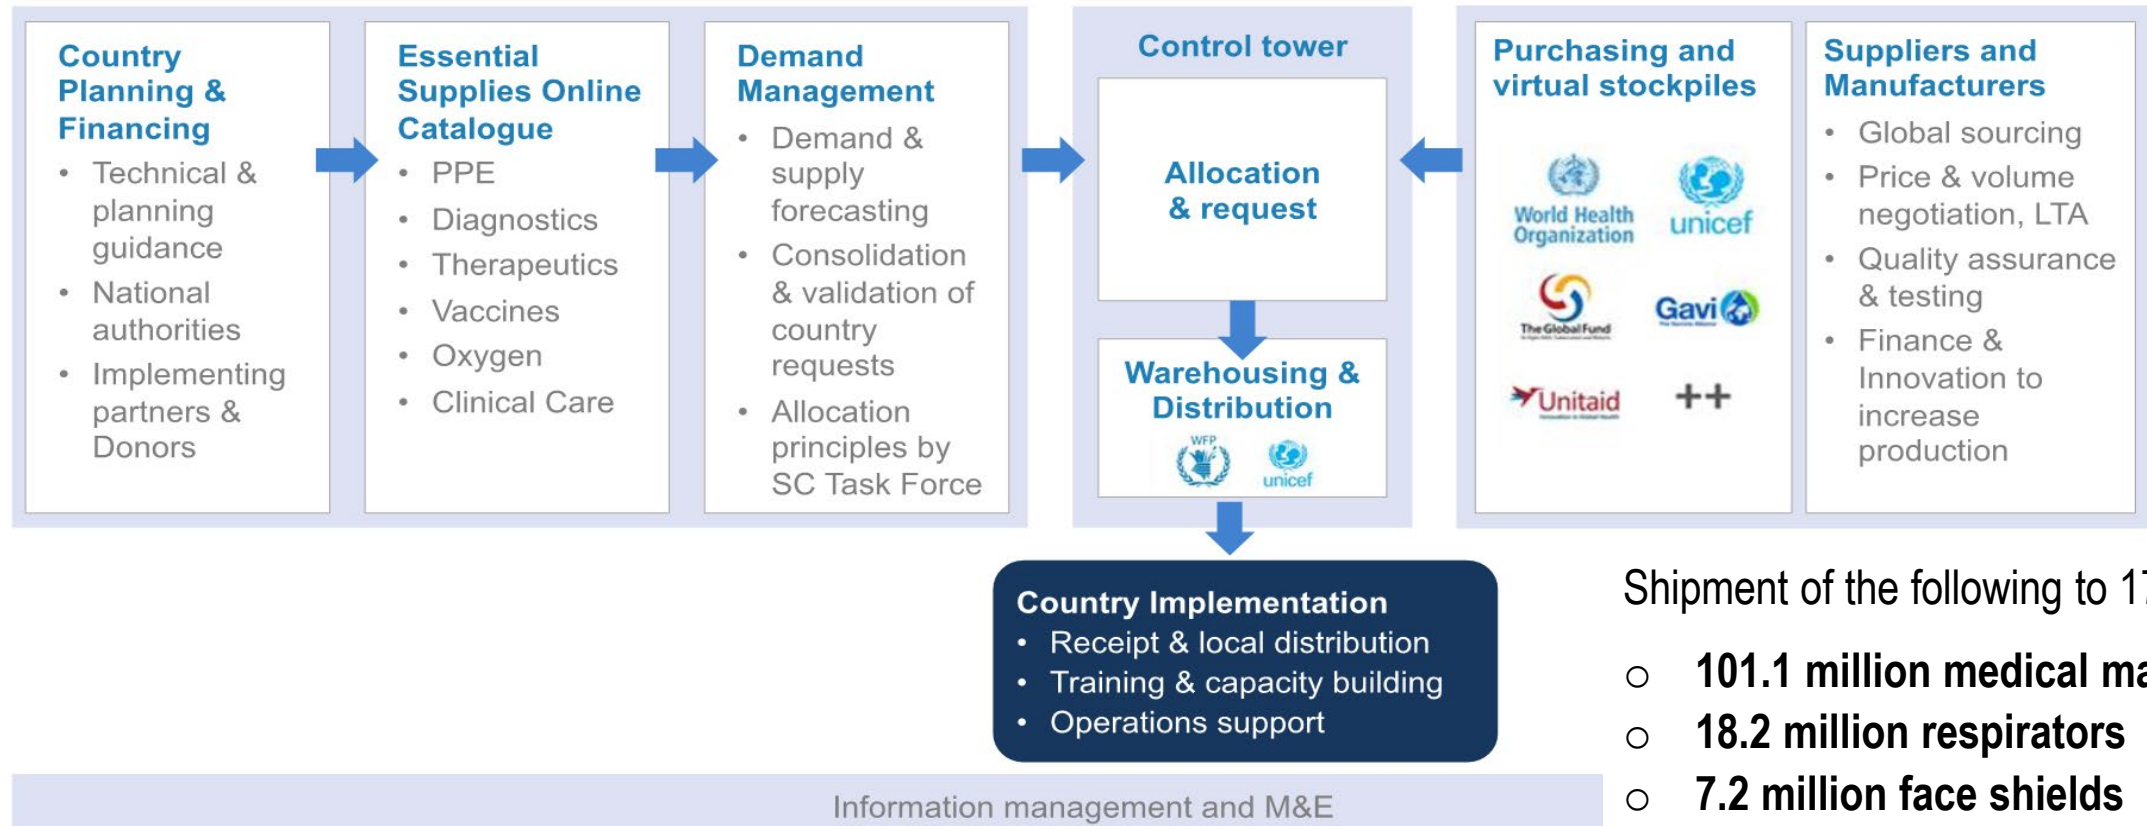 Country
Planning &
Financing
• Technical &
planning
guidance
• National
authorities
• Implementing
partners &
Donors
Essential
Supplies Online
Catalogue
• PPE
• Diagnostics
• Therapeutics
• Vaccines
• Oxygen
• Clinical Care
Demand
Management
• Demand &
supply
forecasting
• Consolidation
& validation of
country
requests
• Allocation
principles by
SC Task Force
Control tower
Allocation
& request
Warehousing &
Distribution
WFP
unicef
Purchasing and
virtual stockpiles
World Health
Organization
unicef
The Global Fund
Gavi
Unitaid
++
Suppliers and
Manufacturers
• Global sourcing
• Price & volume
negotiation, LTA
• Quality assurance
& testing
• Finance &
Innovation to
increase
production
Country Implementation
• Receipt & local distribution
• Training & capacity building
• Operations support
Information management and M&E
Shipment of the following to
o 101.1 million medical
o 18.2 million respirators
o 7.2 million face shields